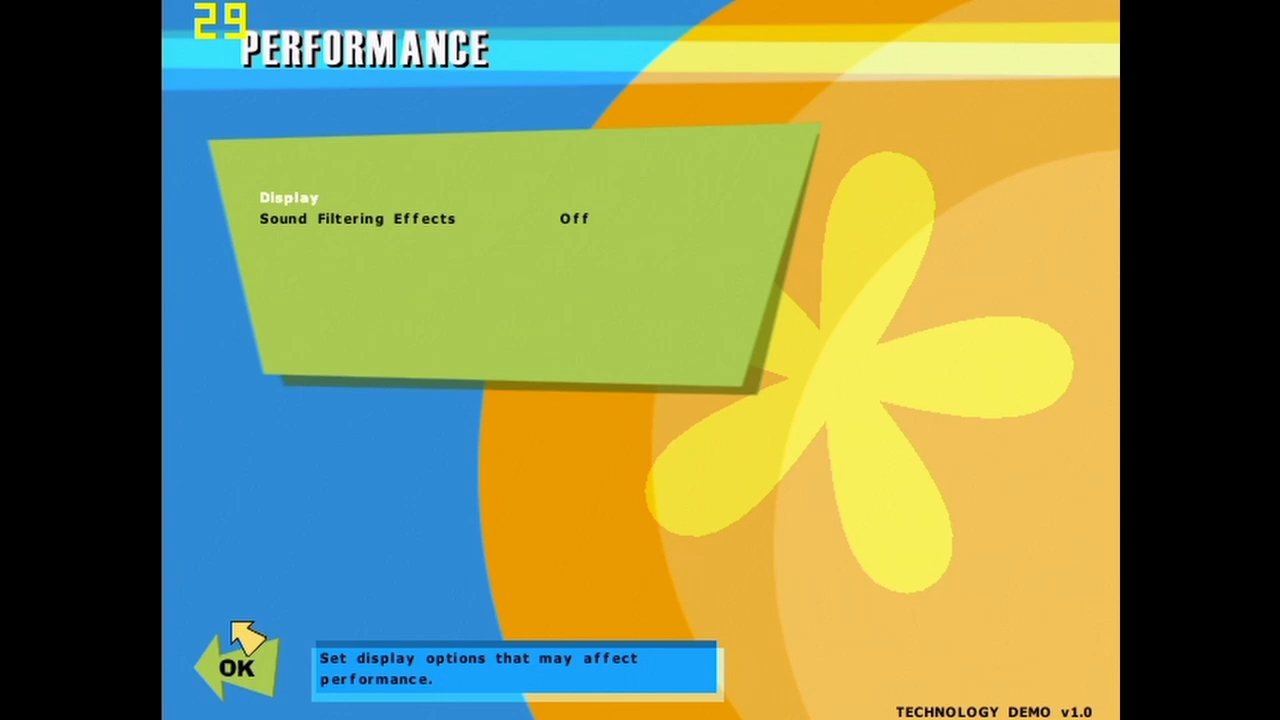 29
PERFORMANCE
Display
Sound Filtering Effects Off
OK
Set display options that may affect
performance.
TECHNOLOGY DEMO v1.0